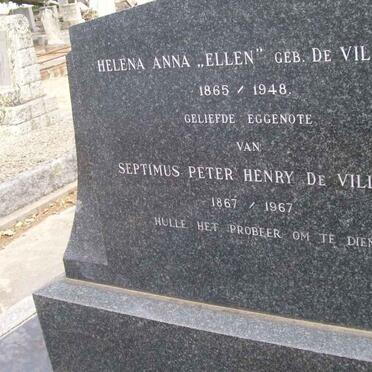 HELENA ANNA „ELLEN” GEB. DE VIL
1865 / 1948.
GELIEFDE EGGENOTE
VAN
SEPTIMUS PETER HENRY DE VILL
1867 / 1967.
HULLE HET PROBEER OM TE DIEN